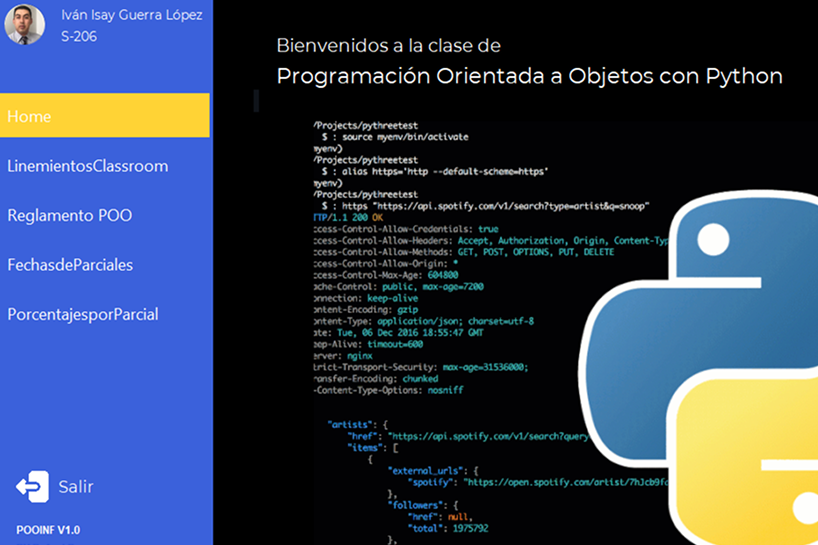 Iván Isay Guerra López
S-206
Home
LinemientosClassroom
Reglamento POO
FechasdeParciales
PorcentajesporParcial
Salir
POOINF V1.0
Bienvenidos a la clase de
Programación Orientada a Objetos con Python
/Projects/pythreetest
$ : source myenv/bin/activate
myenv)
/Projects/pythreetest
$ : alias https='http --default-scheme=https'
myenv)
/Projects/pythreetest
$ : https "https://api.spotify.com/v1/search?type=artist&q=snoop"
TTP/1.1 200 OK
ccess-Control-Allow-Credentials: true
ccess-Control-Allow-Headers: Accept, Authorization, Origin, Content-Typ
ccess-Control-Allow-Methods: GET, POST, OPTIONS, PUT, DELETE
ccess-Control-Allow-Origin: *
ccess-Control-Max-Age: 604800
ache-Control: public, max-age=7200
onnection: keep-alive
ontent-Encoding: gzip
ontent-Type: application/json; charset=utf-8
ate: Tue, 06 Dec 2016 18:55:47 GMT
eep-Alive: timeout=600
erver: nginx
trict-Transport-Security: max-age=31536000;
ransfer-Encoding: chunked
-Content-Type-Options: nosniff
"artists": {
"href": "https://api.spotify.com/v1/search?query
"items": [
{
"external_urls": {
"spotify": "https://open.spotify.com/artist/7hJcb9fa
},
"followers": {
"href": null,
"total": 1975792
},